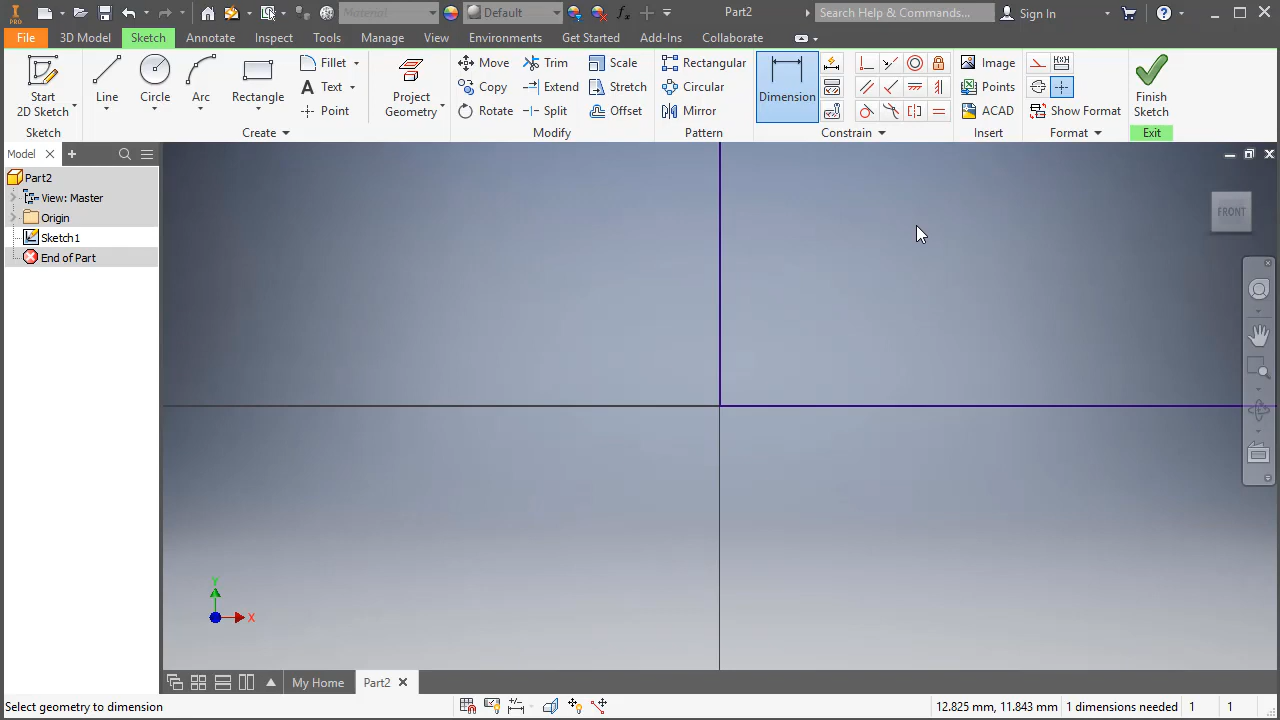 PRO
Material
Default
Part2
Search Help & Commands...
Sign In
File
3D Model
Sketch
Annotate
Inspect
Tools
Manage
View
Environments
Get Started
Add-Ins
Collaborate
Start
2D Sketch
Line
Circle
Arc
Rectangle
Fillet
Text
Point
Project
Geometry
Move
Copy
Rotate
Trim
Extend
Split
Scale
Stretch
Offset
Rectangular
Circular
Mirror
Dimension
Image
Points
ACAD
Show Format
Finish
Sketch
Sketch
Create
Modify
Pattern
Constrain
Insert
Format
Exit
Model
Part2
View: Master
Origin
Sketch1
End of Part
FRONT
Y
X
My Home
Part2
Select geometry to dimension
12.825 mm, 11.843 mm
1 dimensions needed
1
1